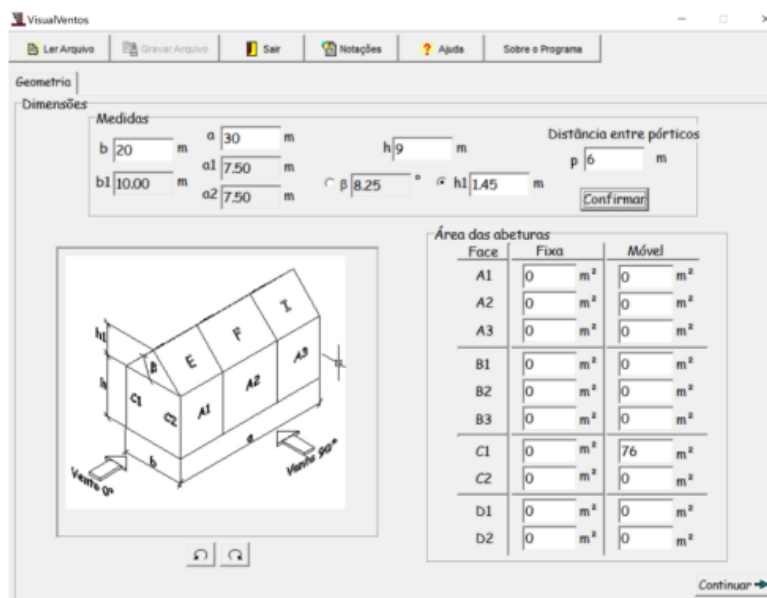 VisualVentos
Ler Arquivo Gravar Arquivo Sair Notações ? Ajuda Sobre o Programa
Geometria
Dimensões
Medidas
b 20 m a 30 m h 9 m Distância entre pórticos
b1 10.00 m a1 7.50 m p 6 m
a2 7.50 m β 8.25 ° h1 1.45 m Confirmar
Área das abeturas
Face Fixa Móvel
A1 0 m² 0 m²
A2 0 m² 0 m²
A3 0 m² 0 m²
B1 0 m² 0 m²
B2 0 m² 0 m²
B3 0 m² 0 m²
C1 0 m² 76 m²
C2 0 m² 0 m²
D1 0 m² 0 m²
D2 0 m² 0 m²
h1 β E F I
h C1 C2 A1 A2 A3
b a
Vento 0° Vento 90°
Continuar